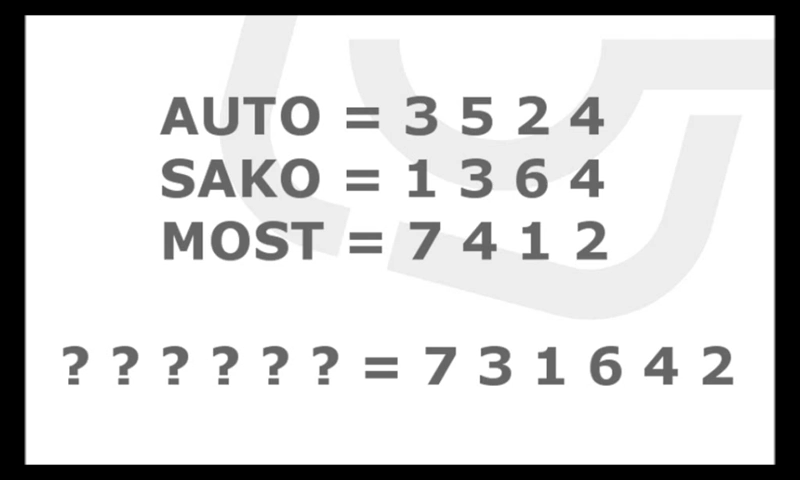 AUTO = 3 5 2 4
SAKO = 1 3 6 4
MOST = 7 4 1 2
? ? ? ? ? ? = 7 3 1 6 4 2